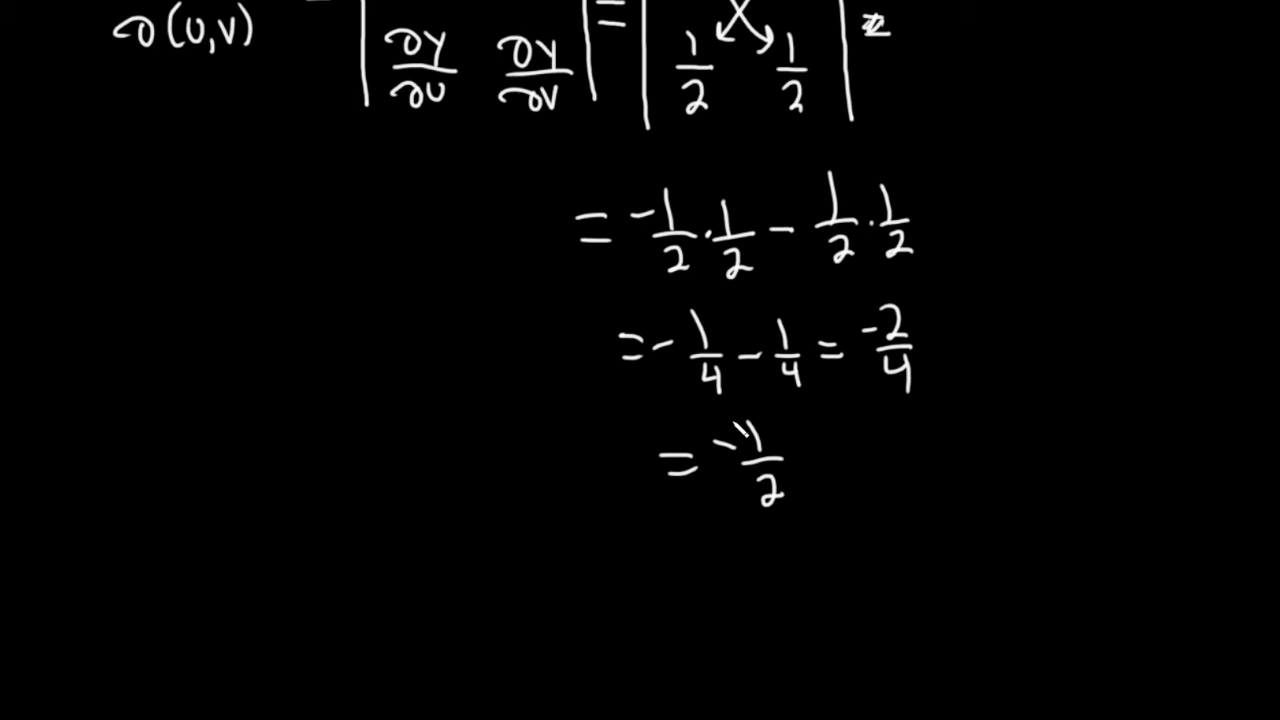 ∂(U,V) | ∂Y/∂U ∂Y/∂V | = | 1/2 1/2 | =
= -1/2 · 1/2 - 1/2 · 1/2
= - 1/4 - 1/4 = -2/4
= -1/2